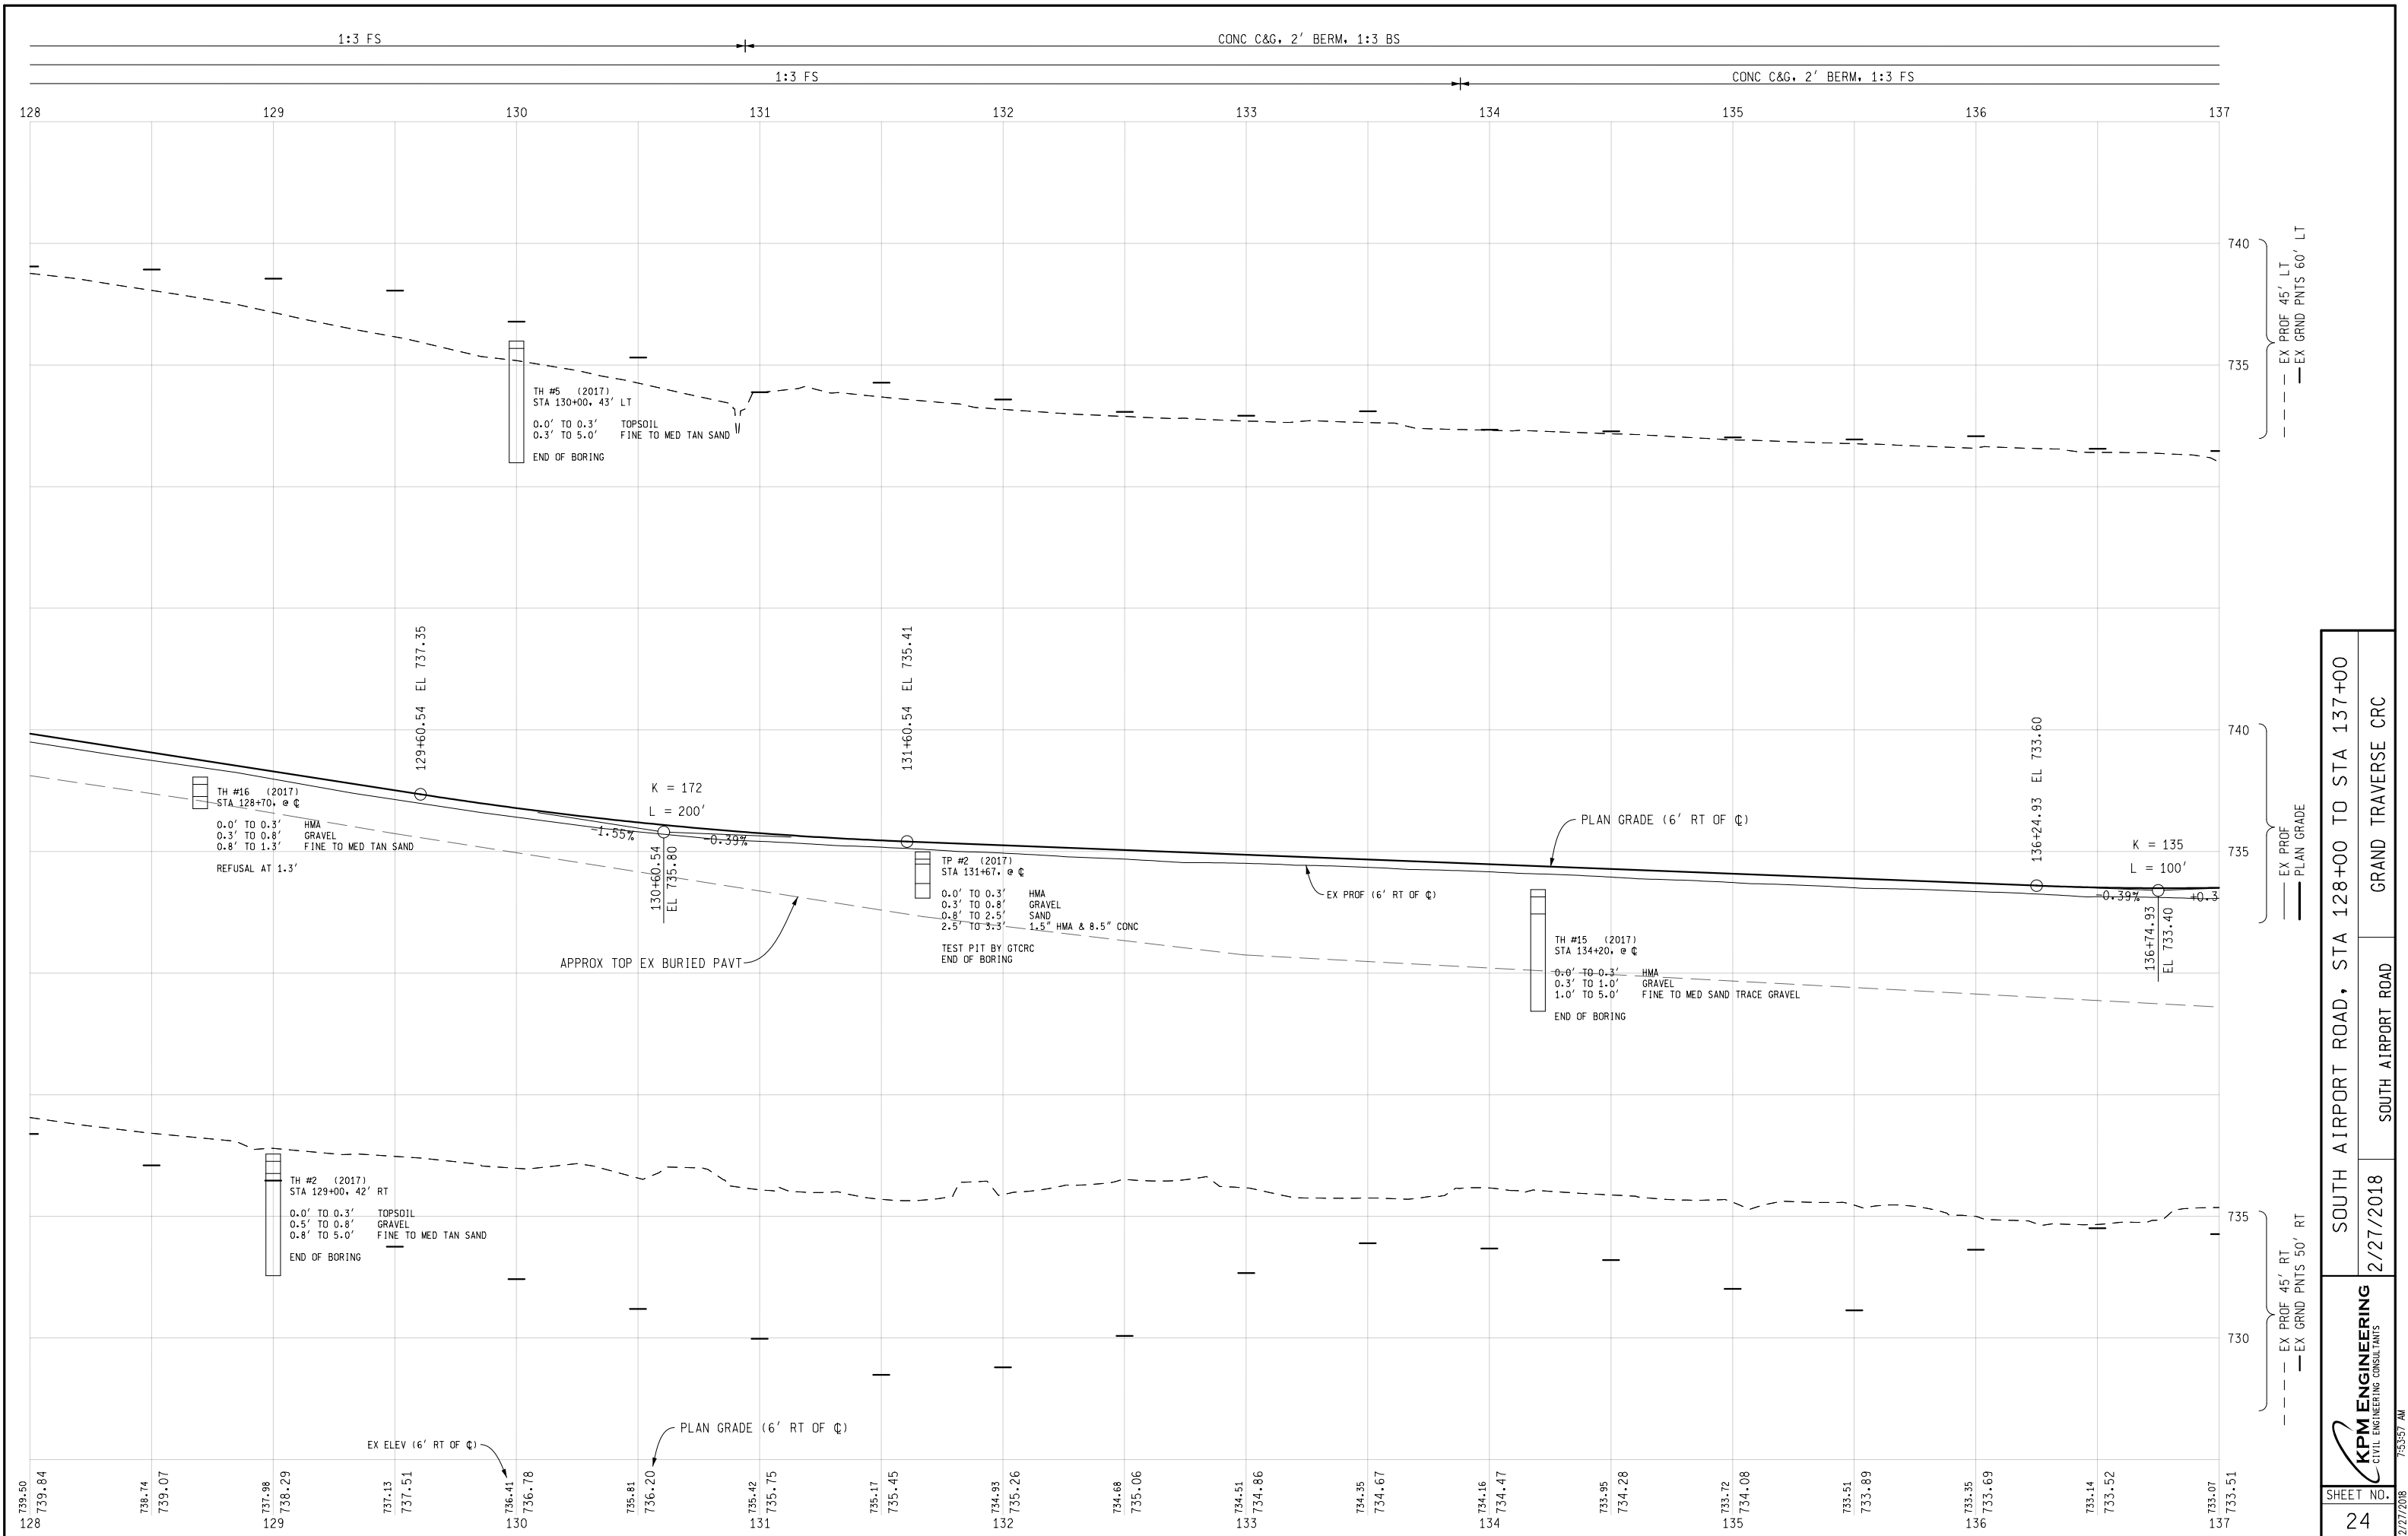 1:3 FS
CONC C&G, 2' BERM, 1:3 BS
1:3 FS
CONC C&G, 2' BERM, 1:3 FS
128 129 130 131 132 133 134 135 136 137
740
735
EX PROF 45' LT
EX GRND PNTS 60' LT
TH #5 (2017)
STA 130+00, 43' LT
0.0' TO 0.3' TOPSOIL
0.3' TO 5.0' FINE TO MED TAN SAND
END OF BORING
129+60.54 EL 737.35
131+60.54 EL 735.41
136+24.93 EL 733.60
740
735
EX PROF
PLAN GRADE
K = 172
L = 200'
-1.55%
-0.39%
130+60.54
EL 735.80
TH #16 (2017)
STA 128+70, @ ℄
0.0' TO 0.3' HMA
0.3' TO 0.8' GRAVEL
0.8' TO 1.3' FINE TO MED TAN SAND
REFUSAL AT 1.3'
PLAN GRADE (6' RT OF ℄)
EX PROF (6' RT OF ℄)
K = 135
L = 100'
-0.39%
+0.3
136+74.93
EL 733.40
TP #2 (2017)
STA 131+67, @ ℄
0.0' TO 0.3' HMA
0.3' TO 0.8' GRAVEL
0.8' TO 2.5' SAND
2.5' TO 3.3' 1.5" HMA & 8.5" CONC
TEST PIT BY GTCRC
END OF BORING
APPROX TOP EX BURIED PAVT
TH #15 (2017)
STA 134+20, @ ℄
0.0' TO 0.3' HMA
0.3' TO 1.0' GRAVEL
1.0' TO 5.0' FINE TO MED SAND TRACE GRAVEL
END OF BORING
TH #2 (2017)
STA 129+00, 42' RT
0.0' TO 0.3' TOPSOIL
0.5' TO 0.8' GRAVEL
0.8' TO 5.0' FINE TO MED TAN SAND
END OF BORING
735
730
EX PROF 45' RT
EX GRND PNTS 50' RT
EX ELEV (6' RT OF ℄)
PLAN GRADE (6' RT OF ℄)
739.50 738.74 737.98 737.13 736.41 735.81 735.42 735.17 734.93 734.68 734.51 734.35 734.16 733.95 733.72 733.51 733.35 733.14 733.07
739.84 739.07 738.29 737.51 736.78 736.20 735.75 735.45 735.26 735.06 734.86 734.67 734.47 734.28 734.08 733.89 733.69 733.52 733.51
128 129 130 131 132 133 134 135 136 137
SOUTH AIRPORT ROAD, STA 128+00 TO STA 137+00
GRAND TRAVERSE CRC
SOUTH AIRPORT ROAD
2/27/2018
KPM ENGINEERING
CIVIL ENGINEERING CONSULTANTS
SHEET NO.
24
2/27/2018 7:53:57 AM